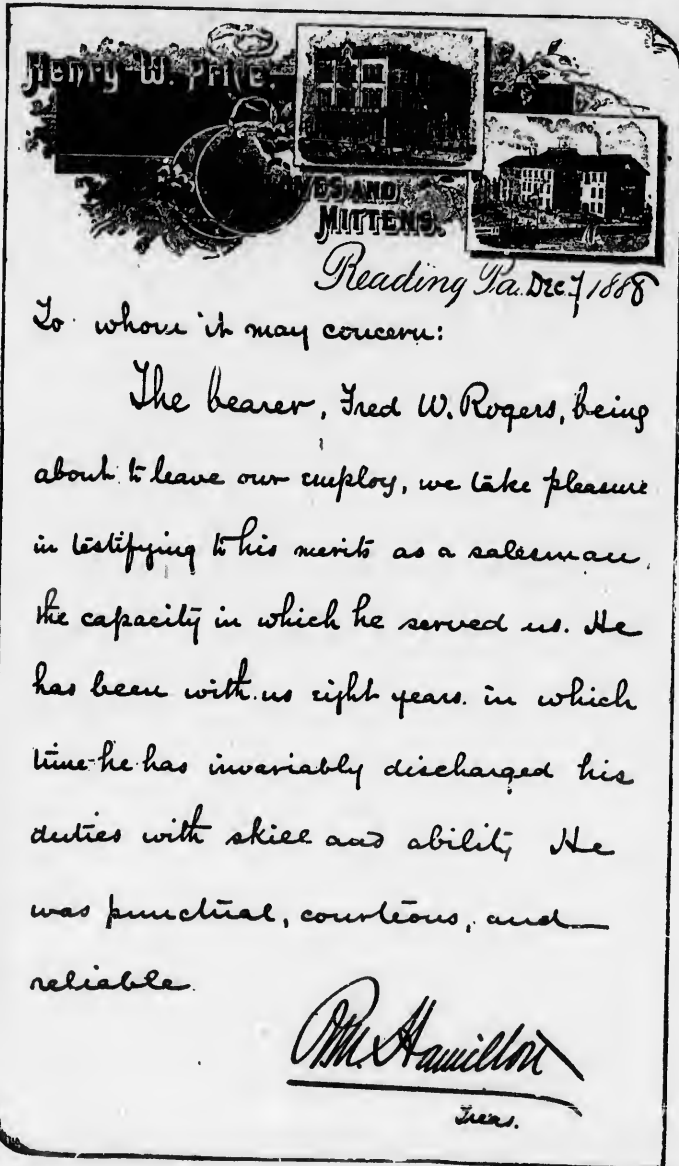 Henry W. Price.
AND
MITTENS.
Reading Pa. Dec. 7 1888
To whom it may concern:
The bearer, Fred W. Rogers, being
about to leave our employ, we take pleasure
in testifying to his merits as a salesman,
the capacity in which he served us. He
has been with us eight years. in which
time he has invariably discharged his
duties with skill and ability He
was punctual, courteous, and
reliable.
Hamilton
Treas.